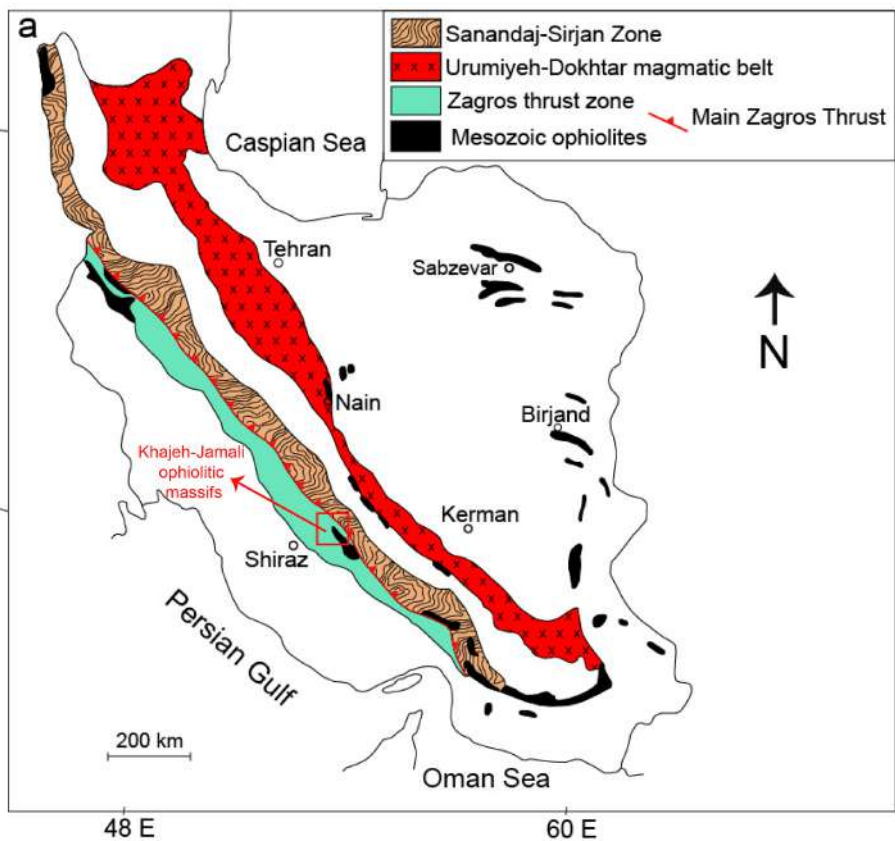 a
Sanandaj-Sirjan Zone
Urumiyeh-Dokhtar magmatic belt
Zagros thrust zone
Main Zagros Thrust
Mesozoic ophiolites
Caspian Sea
Tehran
Sabzevar
N
Nain
Birjand
Khajeh-Jamali
ophiolitic
massifs
Kerman
Shiraz
Persian Gulf
200 km
Oman Sea
48 E
60 E